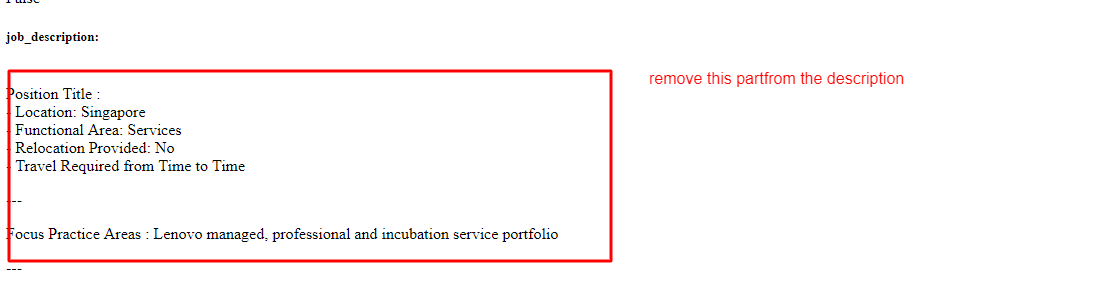 False
job_description:
remove this partfrom the description
Position Title :
- Location: Singapore
- Functional Area: Services
- Relocation Provided: No
- Travel Required from Time to Time
---
Focus Practice Areas : Lenovo managed, professional and incubation service portfolio
---